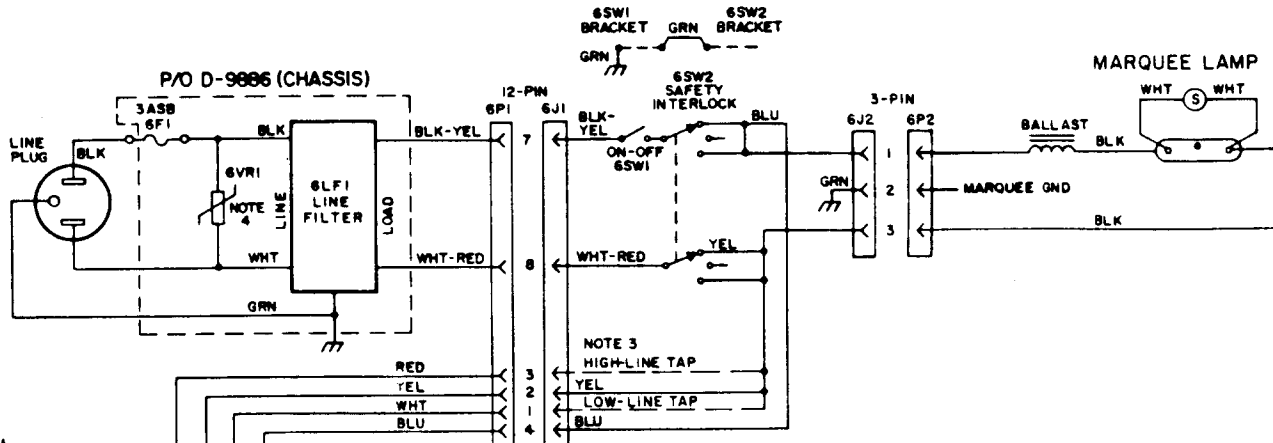 6SW1 BRACKET
GRN
6SW2 BRACKET
GRN
P/O D-9886 (CHASSIS)
3ASB
6F1
LINE PLUG
BLK
BLK
6VR1
NOTE 4
LINE
6LF1
LINE
FILTER
LOAD
WHT
GRN
BLK-YEL
WHT-RED
12-PIN
6P1
6J1
7
8
BLK-YEL
ON-OFF
6SW1
6SW2
SAFETY
INTERLOCK
BLU
WHT-RED
YEL
3-PIN
6J2
6P2
1
2
3
GRN
MARQUEE GND
BALLAST
BLK
BLK
MARQUEE LAMP
WHT
S
WHT
NOTE 3
HIGH-LINE TAP
RED
3
YEL
2
YEL
WHT
1
LOW-LINE TAP
BLU
4
BLU